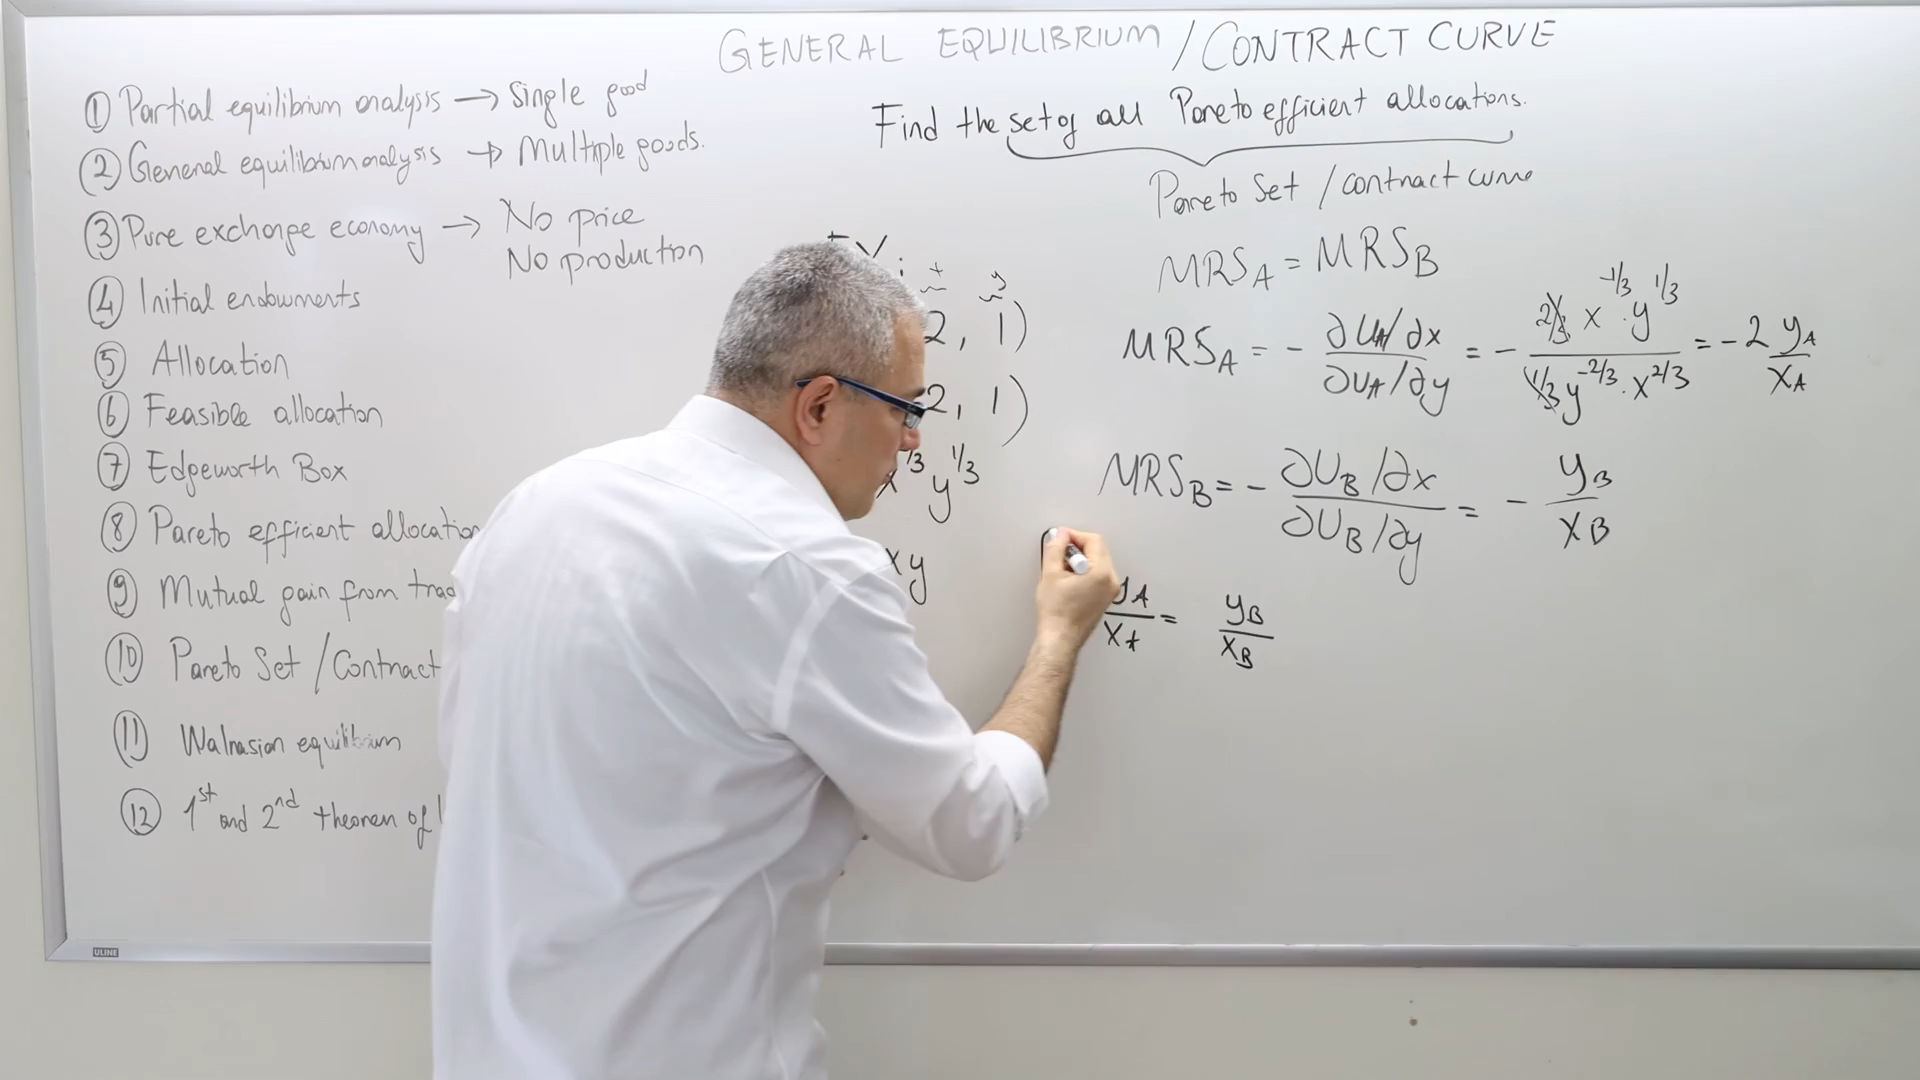 GENERAL EQUILIBRIUM / CONTRACT CURVE
① Partial equilibrium analysis → Single good
② General equilibrium analysis → Multiple goods.
③ Pure exchange economy → No price
No production
④ Initial endowments
⑤ Allocation
⑥ Feasible allocation
⑦ Edgeworth Box
⑧ Pareto efficient allocation
⑨ Mutual gain from trad
⑩ Pareto Set / Contract
⑪ Walrasian equilibrium
⑫ 1st and 2nd theorem of
Find the set of all Pareto efficient allocations.
Pareto Set / contract curve
y
2, 1)
2, 1)
y^1/3
xy
MRS_A = MRS_B
MRS_A = - ∂U_A/∂x / ∂U_A/∂y = - 2/3 x^-1/3 · y^1/3 / 1/3 y^-2/3 · x^2/3 = -2 y_A / x_A
MRS_B = - ∂U_B/∂x / ∂U_B/∂y = - y_B / x_B
y_A / x_A = y_B / x_B
ULINE